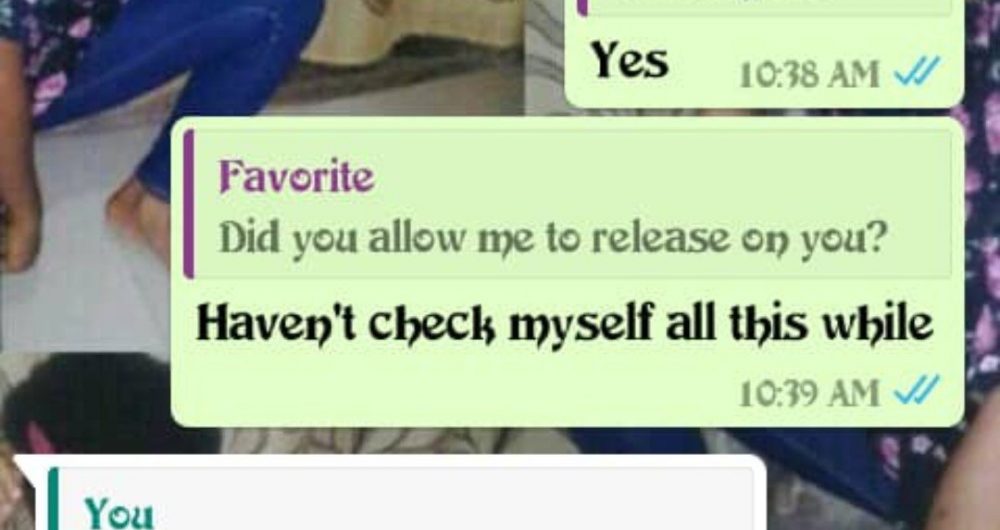 Yes
10:38 AM
Favorite
Did you allow me to release on you?
Haven't check myself all this while
10:39 AM
You